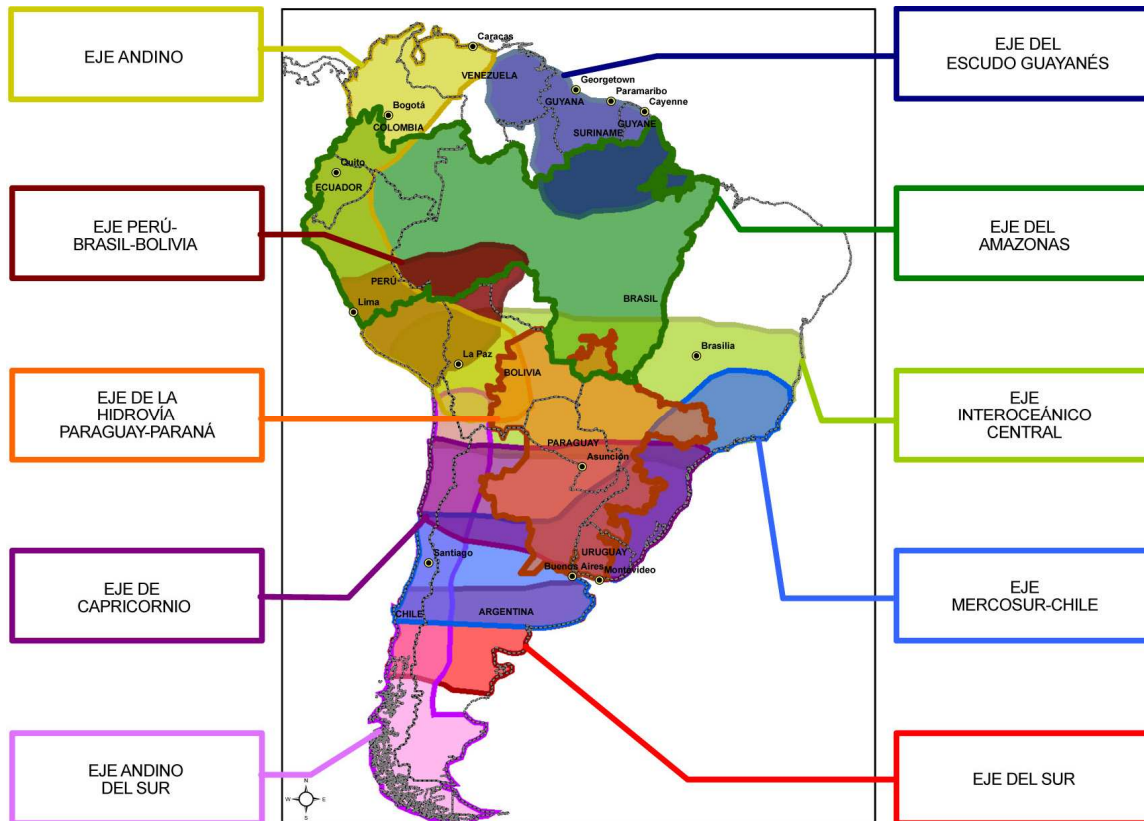 EJE ANDINO
EJE PERÚ-
BRASIL-BOLIVIA
EJE DE LA
HIDROVÍA
PARAGUAY-PARANÁ
EJE DE
CAPRICORNIO
EJE ANDINO
DEL SUR
Caracas
VENEZUELA
Georgetown
GUYANA
Paramaribo
Cayenne
Bogotá
COLOMBIA
SURINAME
GUYANE
Quito
ECUADOR
PERÚ
Lima
BRASIL
Brasilia
La Paz
BOLIVIA
PARAGUAY
Asunción
URUGUAY
Santiago
Buenos Aires
Montevideo
CHILE
ARGENTINA
N
W
E
S
EJE DEL
ESCUDO GUAYANÉS
EJE DEL
AMAZONAS
EJE
INTEROCEÁNICO
CENTRAL
EJE
MERCOSUR-CHILE
EJE DEL SUR